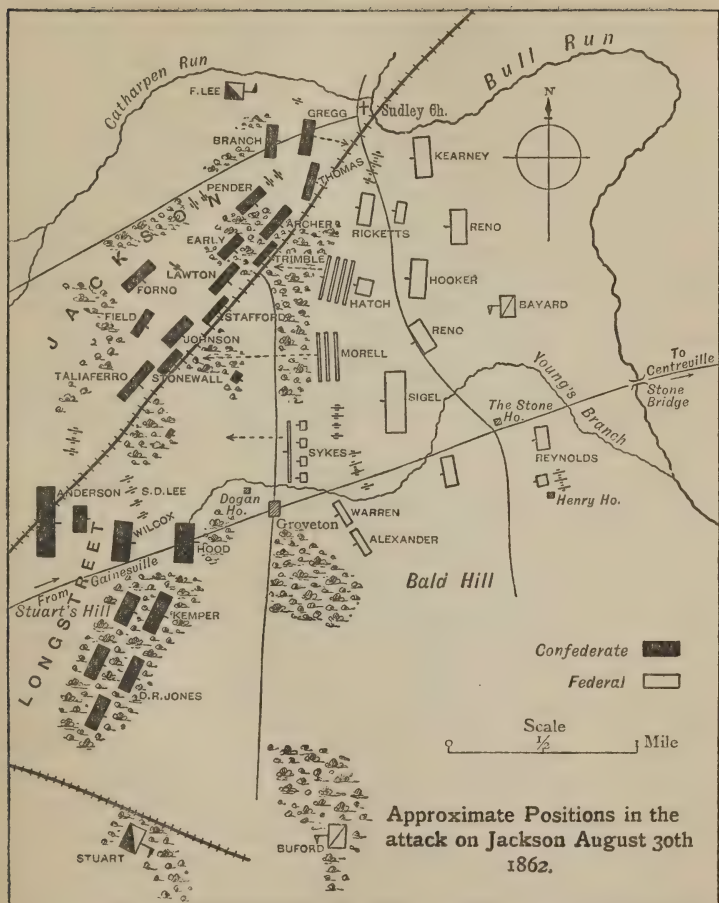 Catharpen Run
Bull Run
F. LEE
N
GREGG
Sudley Ch.
BRANCH
KEARNEY
THOMAS
PENDER
RICKETTS
RENO
ARCHER
EARLY
TRIMBLE
JACKSON
LAWTON
HOOKER
FORNO
HATCH
BAYARD
FIELD
STAFFORD
RENO
JOHNSON
MORELL
TALIAFERRO
STONEWALL
Young's Branch
To
Centreville
Stone
Bridge
SIGEL
The Stone
Ho.
SYKES
REYNOLDS
ANDERSON
S.D. LEE
Dogan
Ho.
Henry Ho.
WILCOX
WARREN
HOOD
Groveton
ALEXANDER
From Gainesville
Bald Hill
Stuart's Hill
LONGSTREET
KEMPER
Confederate
Federal
D.R. JONES
Scale
1/2 Mile
Approximate Positions in the
attack on Jackson August 30th
1862.
STUART
BUFORD